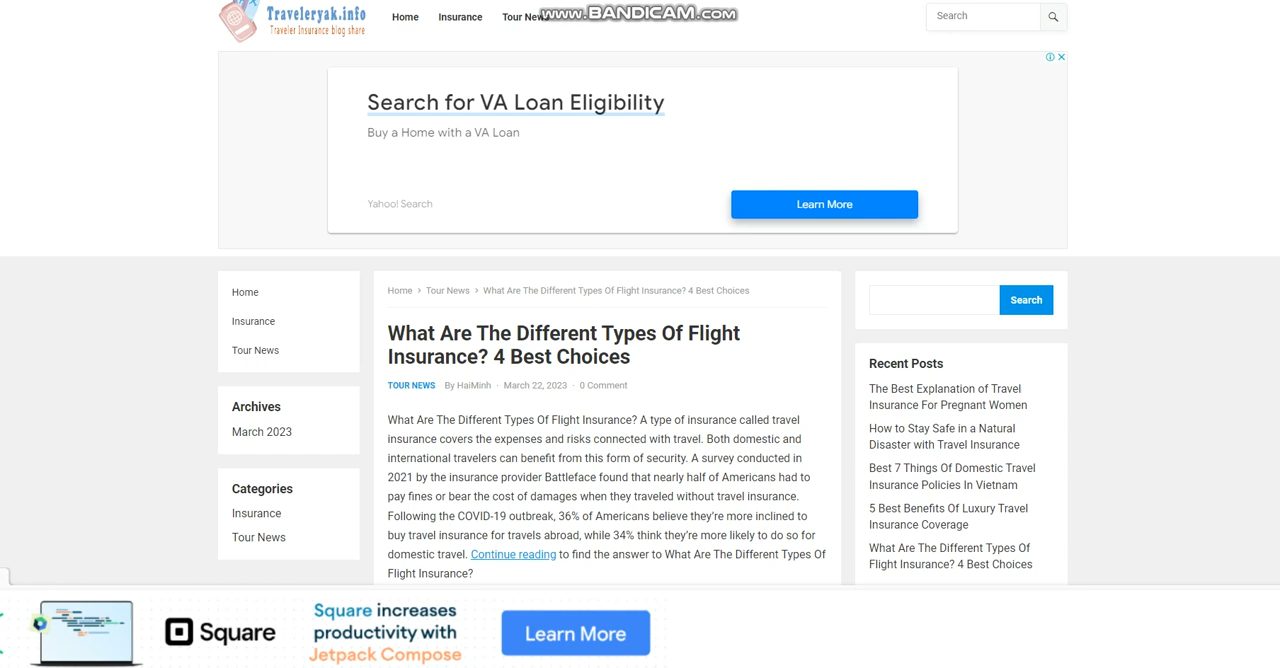 Traveleryak.info
Traveler Insurance blog share
Home Insurance Tour News
www.BANDICAM.com
Search
Search for VA Loan Eligibility
Buy a Home with a VA Loan
Yahoo! Search
Learn More
Home
Insurance
Tour News
Archives
March 2023
Categories
Insurance
Tour News
Home > Tour News > What Are The Different Types Of Flight Insurance? 4 Best Choices
What Are The Different Types Of Flight
Insurance? 4 Best Choices
TOUR NEWS By HaiMinh · March 22, 2023 · 0 Comment
What Are The Different Types Of Flight Insurance? A type of insurance called travel
insurance covers the expenses and risks connected with travel. Both domestic and
international travelers can benefit from this form of security. A survey conducted in
2021 by the insurance provider Battleface found that nearly half of Americans had to
pay fines or bear the cost of damages when they traveled without travel insurance.
Following the COVID-19 outbreak, 36% of Americans believe they're more inclined to
buy travel insurance for travels abroad, while 34% think they're more likely to do so for
domestic travel. Continue reading to find the answer to What Are The Different Types Of
Flight Insurance?
Search
Recent Posts
The Best Explanation of Travel
Insurance For Pregnant Women
How to Stay Safe in a Natural
Disaster with Travel Insurance
Best 7 Things Of Domestic Travel
Insurance Policies In Vietnam
5 Best Benefits Of Luxury Travel
Insurance Coverage
What Are The Different Types Of
Flight Insurance? 4 Best Choices
Square
Square increases
productivity with
Jetpack Compose
Learn More